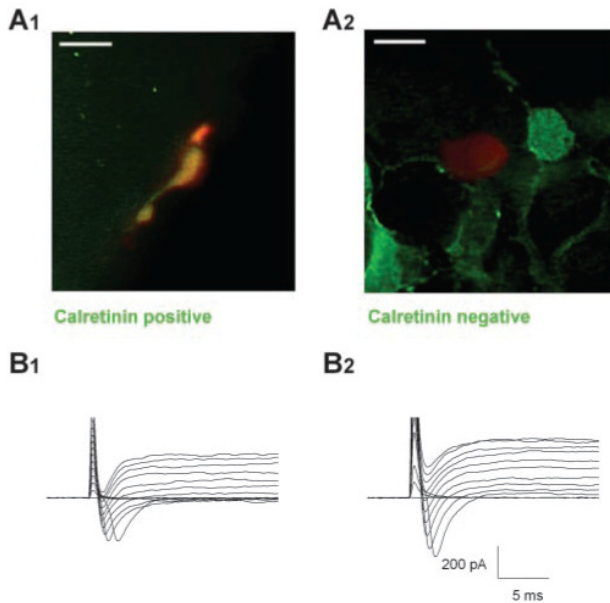 A1
A2
Calretinin positive
Calretinin negative
B1
B2
200 pA
5 ms